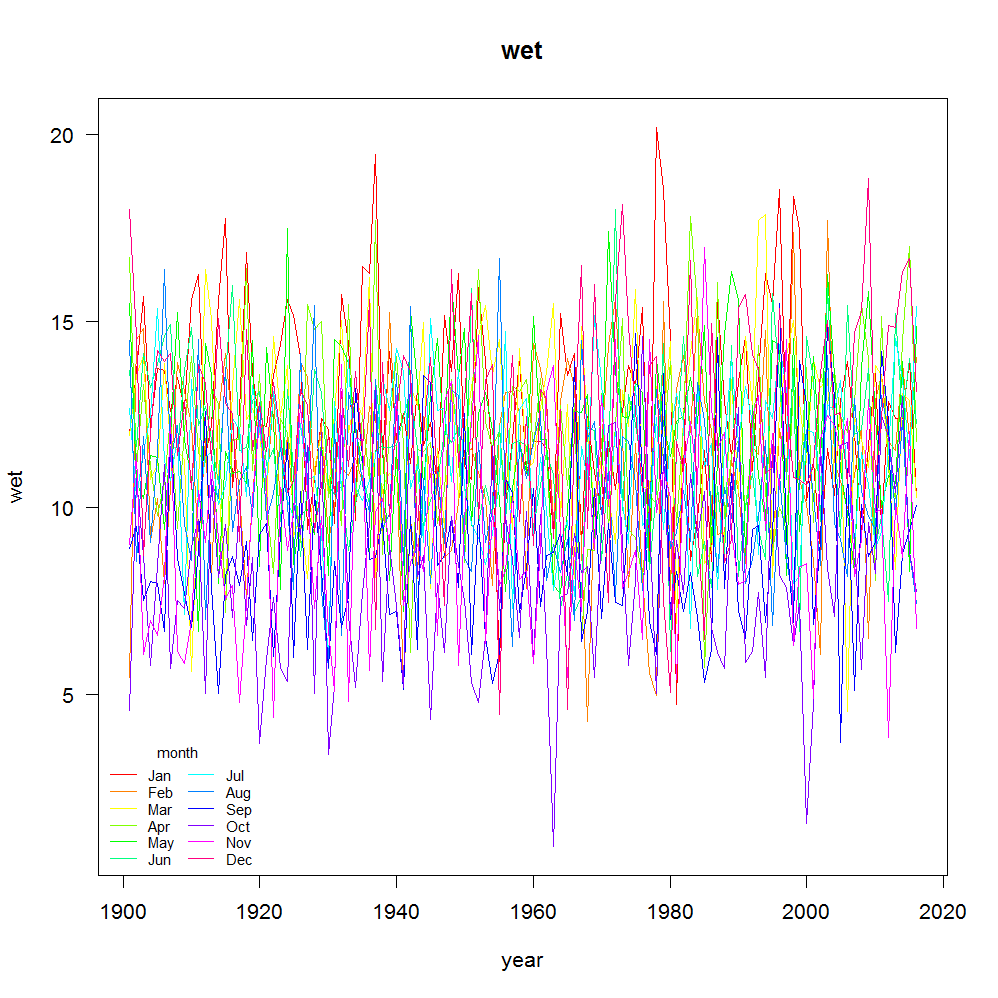 wet
20
15
10
5
wet
month
Jan Jul
Feb Aug
Mar Sep
Apr Oct
May Nov
Jun Dec
1900 1920 1940 1960 1980 2000 2020
year